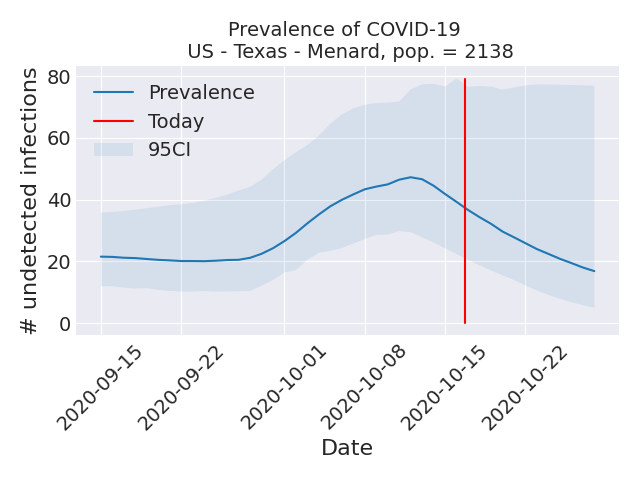 Prevalence of COVID-19
US - Texas - Menard, pop. = 2138
# undetected infections
80
60
40
20
0
Prevalence
Today
95CI
2020-09-15
2020-09-22
2020-10-01
2020-10-08
2020-10-15
2020-10-22
Date